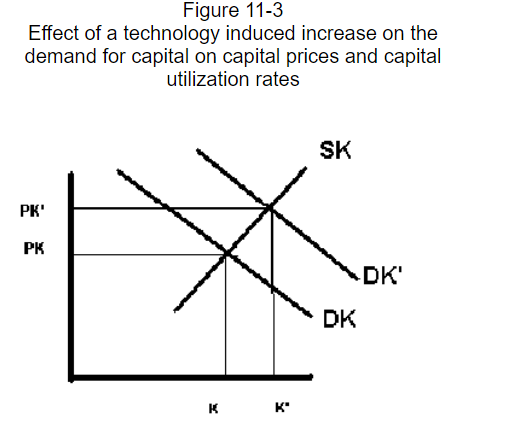 Figure 11-3
Effect of a technology induced increase on the
demand for capital on capital prices and capital
utilization rates
SK
PK'
PK
DK'
DK
K
K'